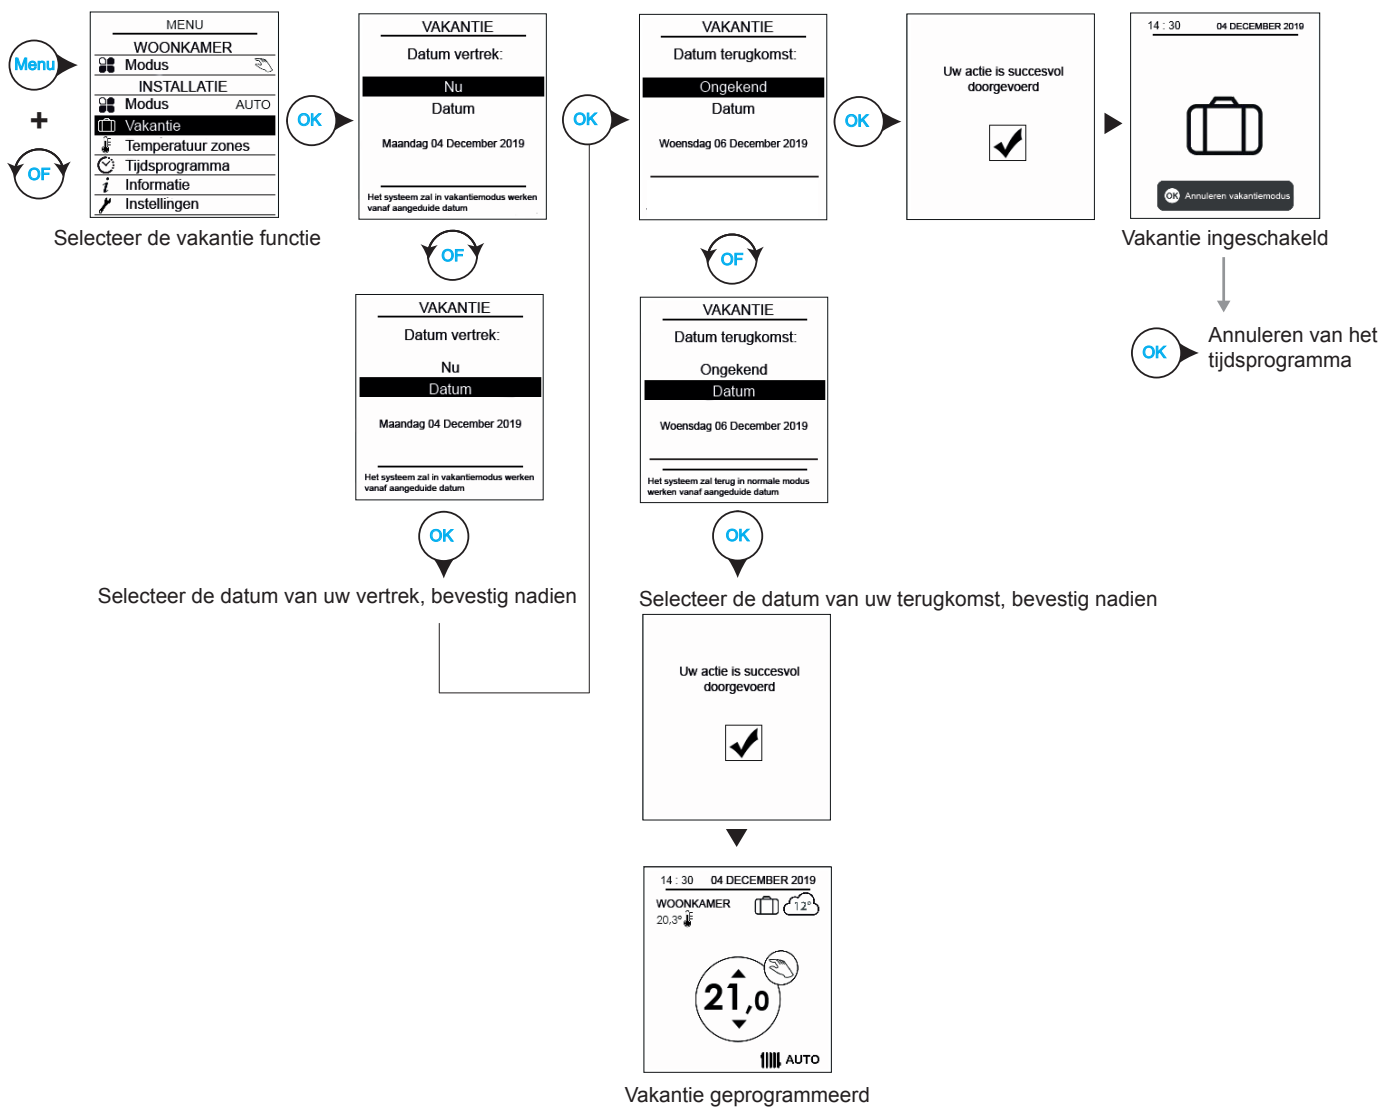 Menu
+
OF
MENU
WOONKAMER
Modus
INSTALLATIE
Modus AUTO
Vakantie
Temperatuur zones
Tijdsprogramma
Informatie
Instellingen
Selecteer de vakantie functie
OK
VAKANTIE
Datum vertrek:
Nu
Datum
Maandag 04 December 2019
Het systeem zal in vakantiemodus werken
vanaf aangeduide datum
OF
VAKANTIE
Datum vertrek:
Nu
Datum
Maandag 04 December 2019
Het systeem zal in vakantiemodus werken
vanaf aangeduide datum
OK
Selecteer de datum van uw vertrek, bevestig nadien
OK
VAKANTIE
Datum terugkomst:
Ongekend
Datum
Woensdag 06 December 2019
OF
VAKANTIE
Datum terugkomst:
Ongekend
Datum
Woensdag 06 December 2019
Het systeem zal terug in normale modus
werken vanaf aangeduide datum
OK
Selecteer de datum van uw terugkomst, bevestig nadien
Uw actie is succesvol
doorgevoerd
14 : 30 04 DECEMBER 2019
WOONKAMER
20,3°
12°
21,0
AUTO
Vakantie geprogrammeerd
OK
Uw actie is succesvol
doorgevoerd
14 : 30 04 DECEMBER 2019
OK Annuleren vakantiemodus
Vakantie ingeschakeld
OK
Annuleren van het
tijdsprogramma